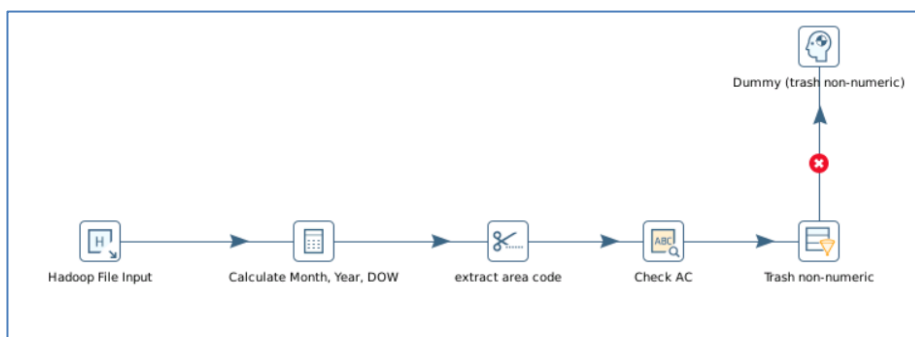 Dummy (trash non-numeric)
H
ABC
Hadoop File Input
Calculate Month, Year, DOW
extract area code
Check AC
Trash non-numeric